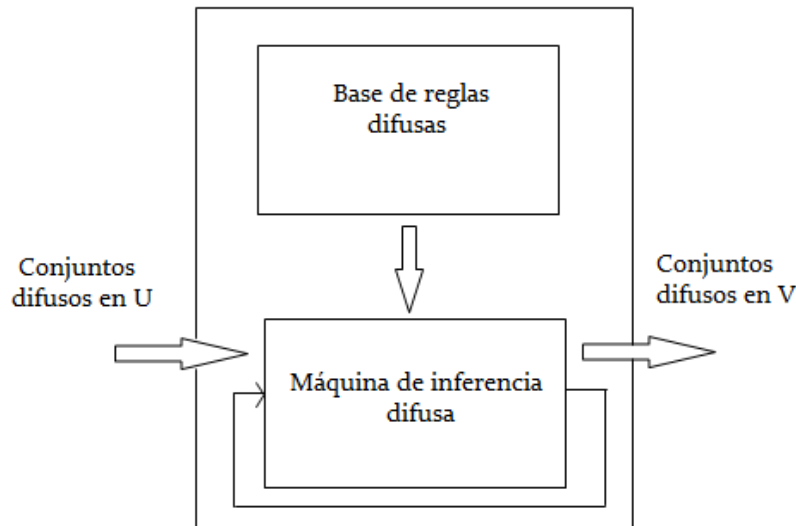 Base de reglas
difusas
Conjuntos
difusos en U
Conjuntos
difusos en V
Máquina de inferencia
difusa